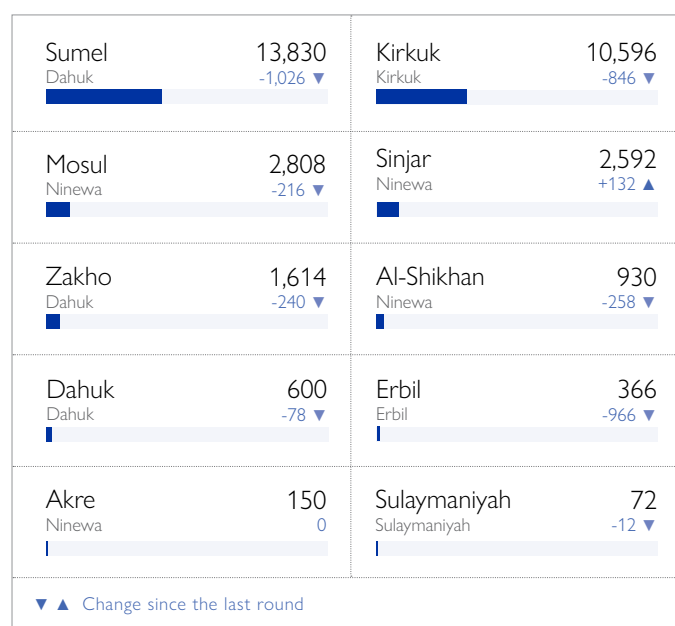 Sumel 13,830
Dahuk -1,026 ▼
Kirkuk 10,596
Kirkuk -846 ▼
Mosul 2,808
Ninewa -216 ▼
Sinjar 2,592
Ninewa +132 ▲
Zakho 1,614
Dahuk -240 ▼
Al-Shikhan 930
Ninewa -258 ▼
Dahuk 600
Dahuk -78 ▼
Erbil 366
Erbil -966 ▼
Akre 150
Ninewa 0
Sulaymaniyah 72
Sulaymaniyah -12 ▼
▼ ▲ Change since the last round